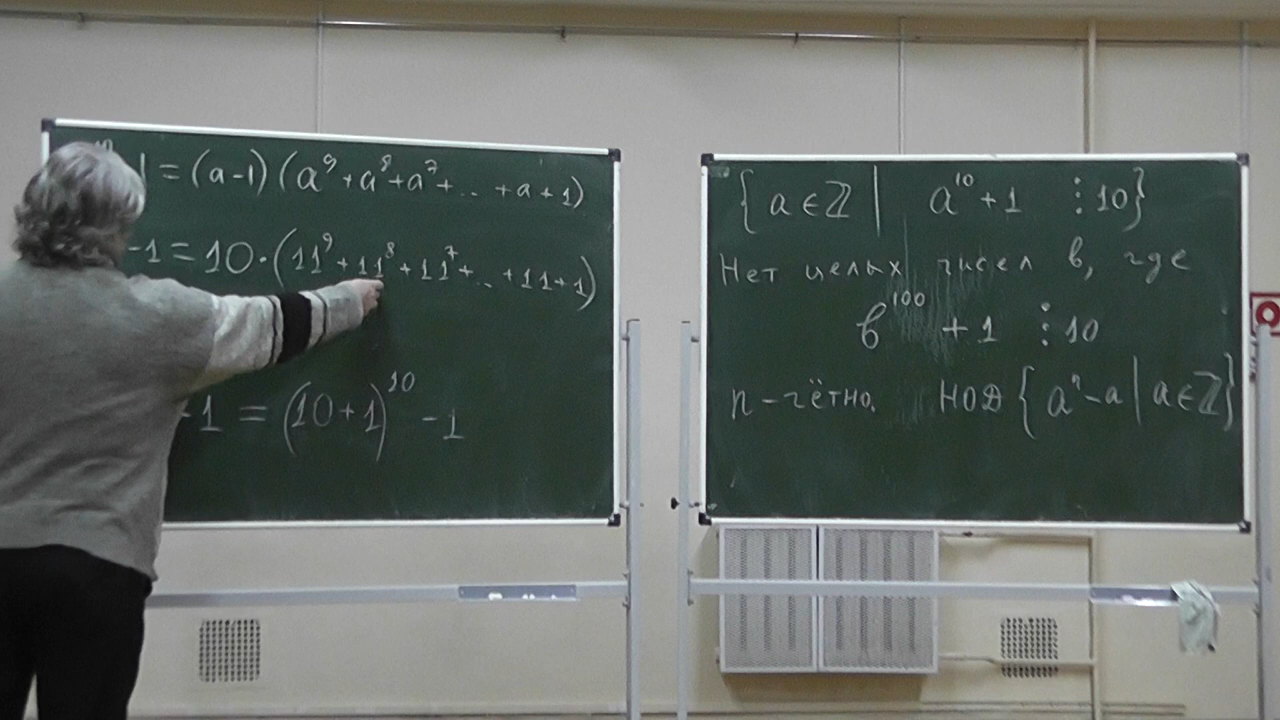 1 = (a-1)(a⁹+a⁸+a⁷+... +a+1)
-1 = 10·(11⁹+11⁸+11⁷+... +11+1)
-1 = (10+1)¹⁰ -1
{a∈ℤ | a¹⁰+1 ⋮10}
Нет целых чисел в, где
в¹⁰⁰ +1 ⋮10
n-чётно. НОД {aⁿ-a | a∈ℤ}